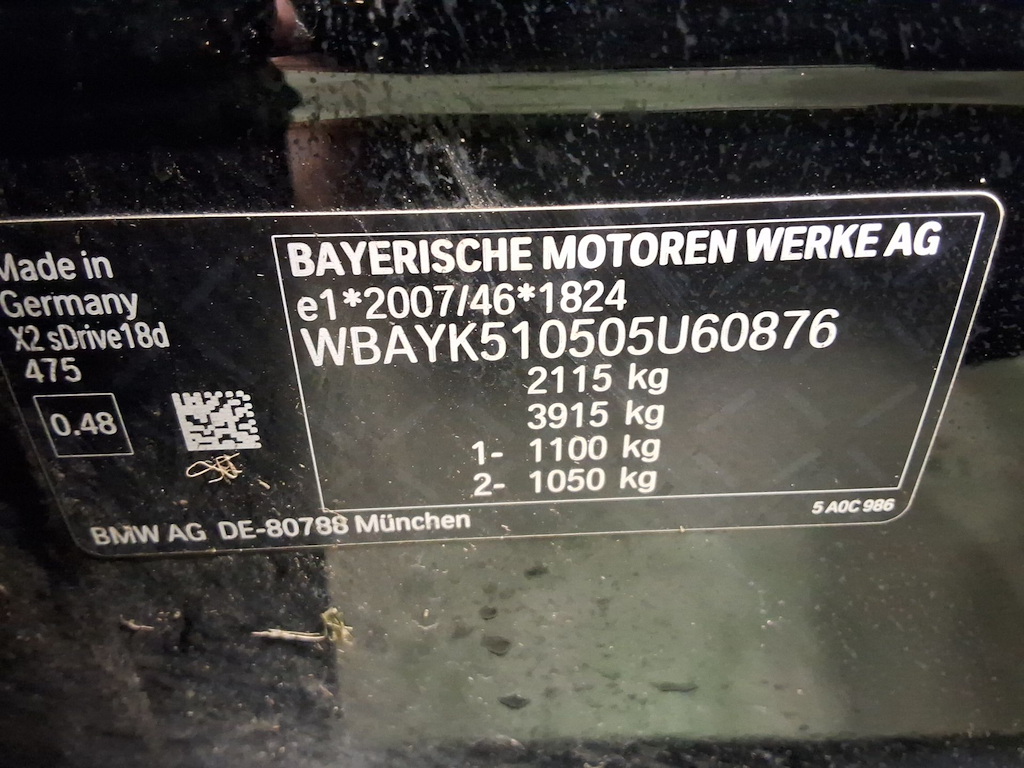 Made in
Germany
X2 sDrive18d
475
0.48
BAYERISCHE MOTOREN WERKE AG
e1*2007/46*1824
WBAYK510505U60876
2115 kg
3915 kg
1- 1100 kg
2- 1050 kg
5 A0C 986
BMW AG DE-80788 München